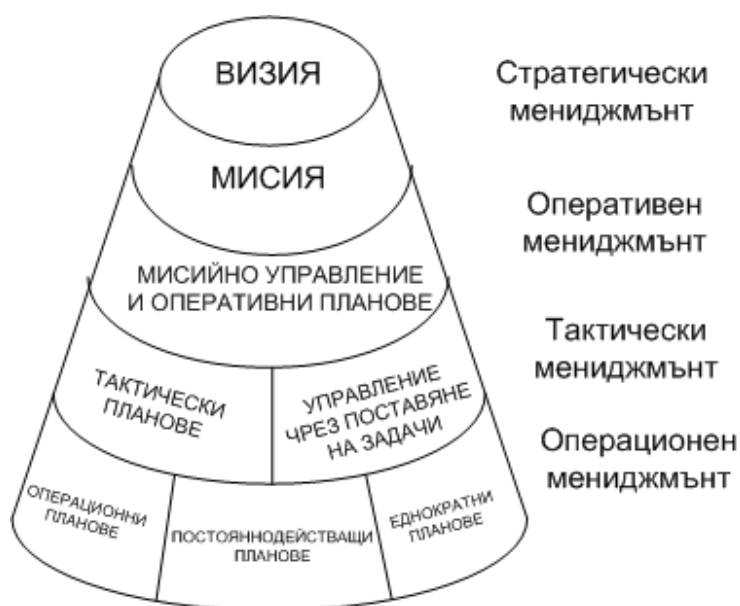 ВИЗИЯ
Стратегически
мениджмънт
МИСИЯ
Оперативен
мениджмънт
МИСИЙНО УПРАВЛЕНИЕ
И ОПЕРАТИВНИ ПЛАНОВЕ
Тактически
мениджмънт
ТАКТИЧЕСКИ
ПЛАНОВЕ
УПРАВЛЕНИЕ
ЧРЕЗ ПОСТАВЯНЕ
НА ЗАДАЧИ
Операционен
мениджмънт
ОПЕРАЦИОННИ
ПЛАНОВЕ
ПОСТОЯННОДЕЙСТВАЩИ
ПЛАНОВЕ
ЕДНОКРАТНИ
ПЛАНОВЕ